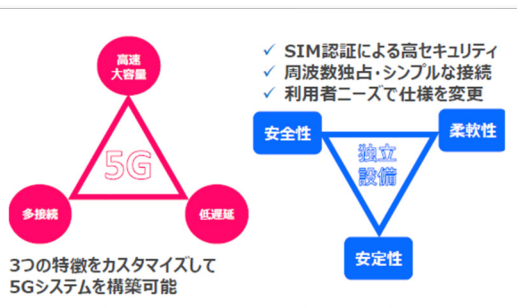 高速
大容量
5G
多接続
低遅延
3つの特徴をカスタマイズして
5Gシステムを構築可能
✓ SIM認証による高セキュリティ
✓ 周波数独占・シンプルな接続
✓ 利用者ニーズで仕様を変更
安全性
柔軟性
独立
設備
安定性